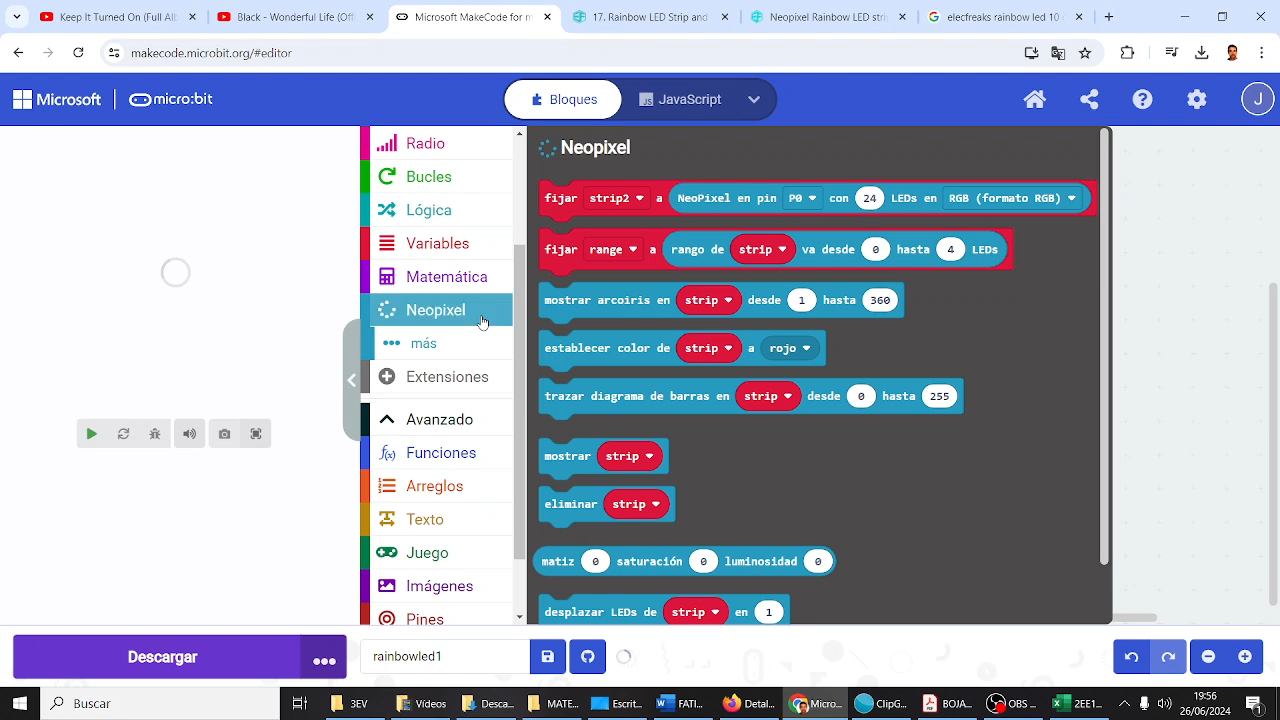 Keep It Turned On (Full Alb
Black - Wonderful Life (Off
Microsoft MakeCode for m
17. Rainbow LED Strip and
Neopixel Rainbow LED stri
elecfreaks rainbow led 10
makecode.microbit.org/#editor
Microsoft
micro:bit
Bloques
JavaScript
J
Radio
Bucles
Lógica
Variables
Matemática
Neopixel
más
Extensiones
Avanzado
Funciones
Arreglos
Texto
Juego
Imágenes
Pines
Neopixel
fijar strip2 a NeoPixel en pin P0 con 24 LEDs en RGB (formato RGB)
fijar range a rango de strip va desde 0 hasta 4 LEDs
mostrar arcoiris en strip desde 1 hasta 360
establecer color de strip a rojo
trazar diagrama de barras en strip desde 0 hasta 255
mostrar strip
eliminar strip
matiz 0 saturación 0 luminosidad 0
desplazar LEDs de strip en 1
Descargar
rainbowled1
Buscar
3EV
Videos
Desca...
MATE...
Escrit...
FATI...
Detal...
Micro...
ClipG...
BOJA...
OBS ...
2EE1...
19:56
26/06/2024